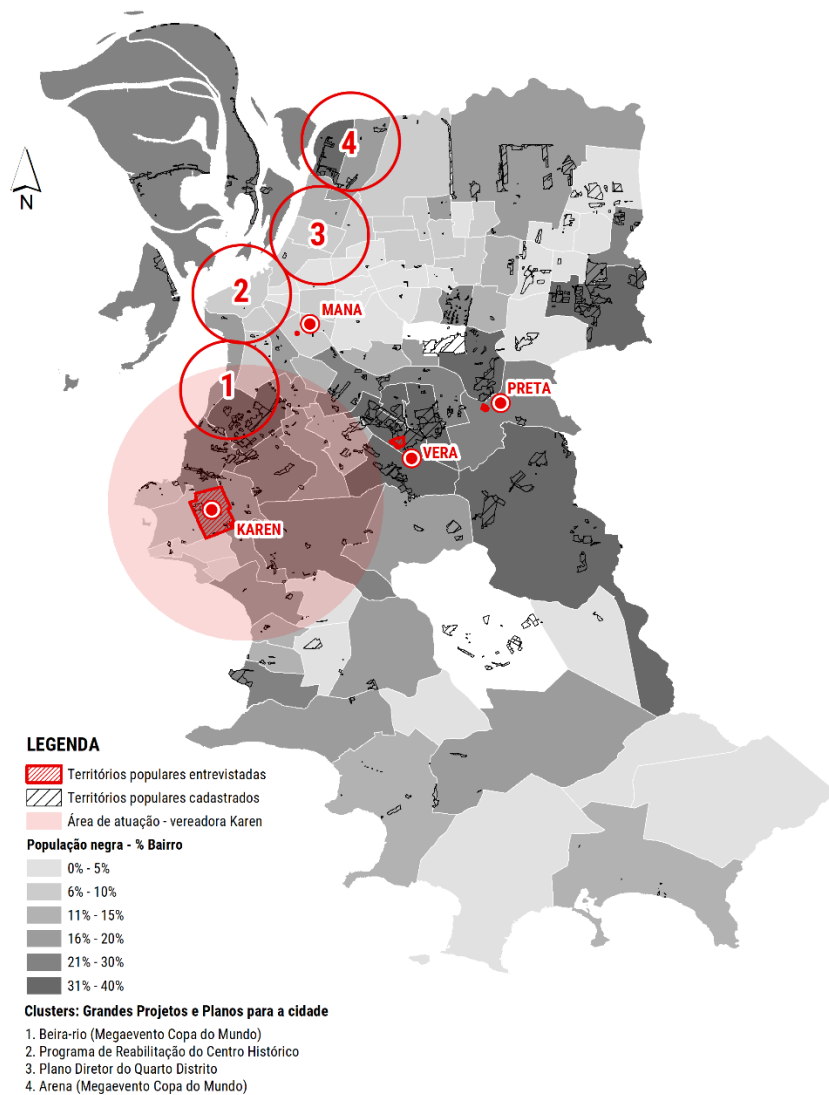 4
N
3
2
MANA
1
PRETA
VERA
KAREN
LEGENDA
Territórios populares entrevistadas
Territórios populares cadastrados
Área de atuação - vereadora Karen
População negra - % Bairro
0% - 5%
6% - 10%
11% - 15%
16% - 20%
21% - 30%
31% - 40%
Clusters: Grandes Projetos e Planos para a cidade
1. Beira-rio (Megaevento Copa do Mundo)
2. Programa de Reabilitação do Centro Histórico
3. Plano Diretor do Quarto Distrito
4. Arena (Megaevento Copa do Mundo)